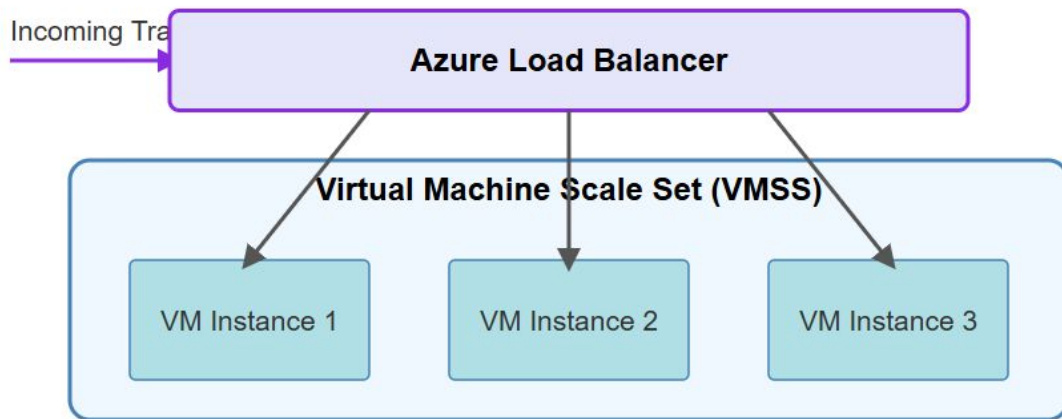 Incoming Tra
Azure Load Balancer
Virtual Machine Scale Set (VMSS)
VM Instance 1
VM Instance 2
VM Instance 3